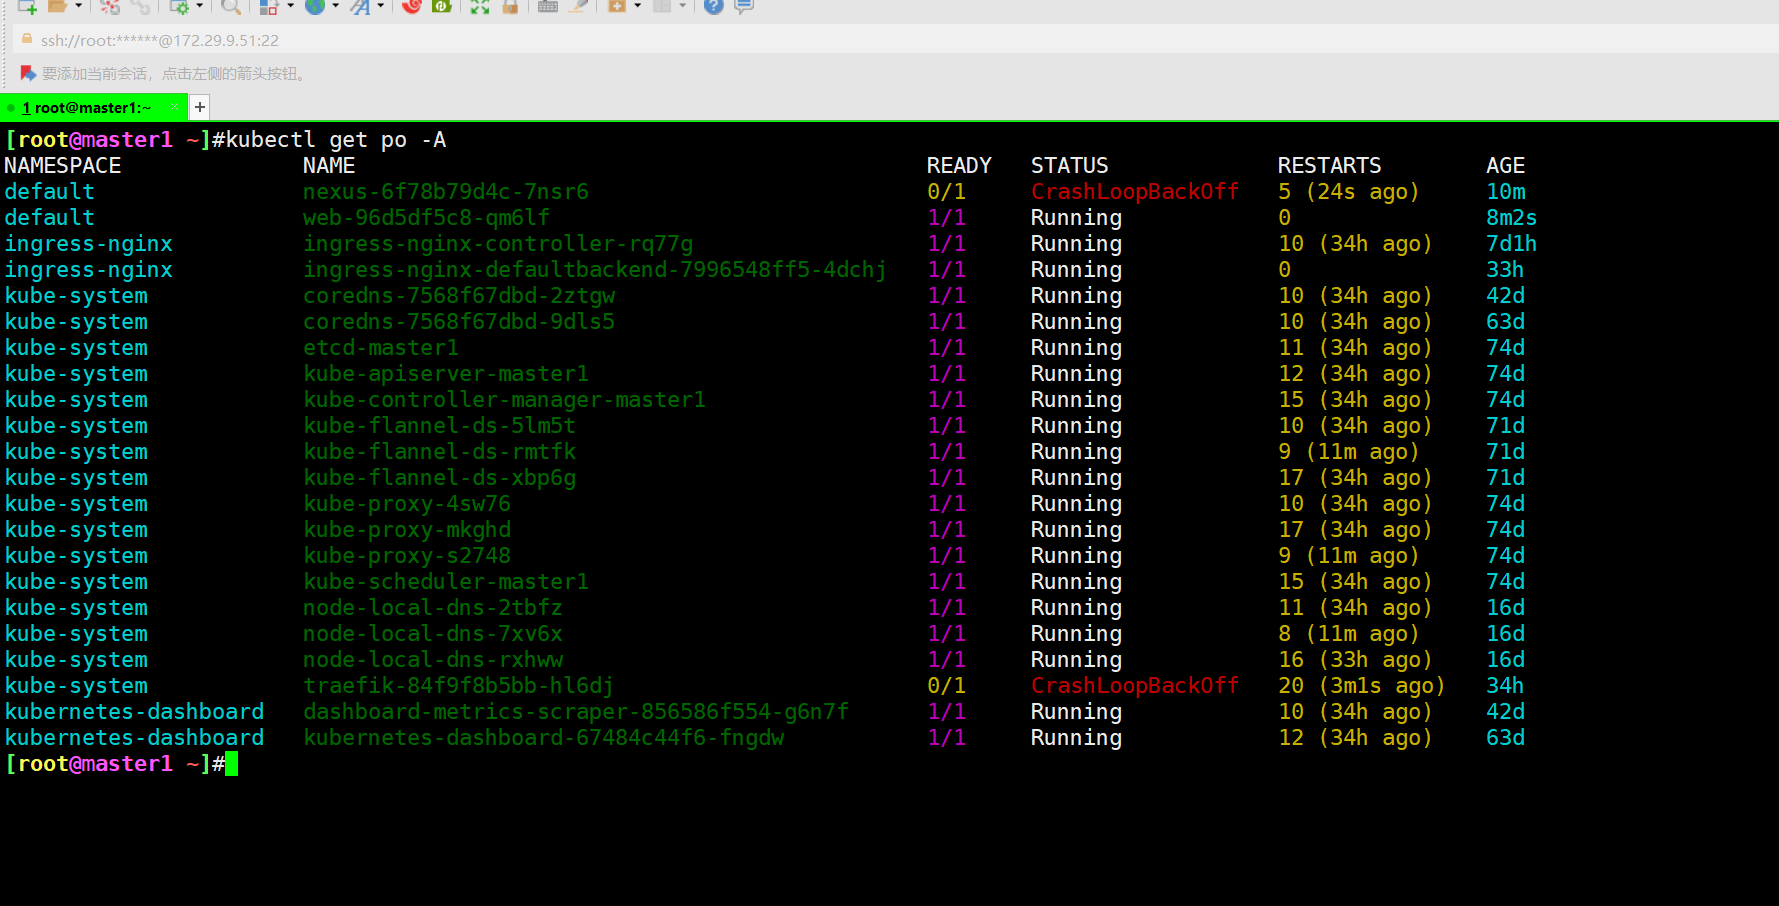 ssh://root:******@172.29.9.51:22
要添加当前会话，点击左侧的箭头按钮。
1 root@master1:~ × +
[root@master1 ~]#kubectl get po -A
NAMESPACE NAME READY STATUS RESTARTS AGE
default nexus-6f78b79d4c-7nsr6 0/1 CrashLoopBackOff 5 (24s ago) 10m
default web-96d5df5c8-qm6lf 1/1 Running 0 8m2s
ingress-nginx ingress-nginx-controller-rq77g 1/1 Running 10 (34h ago) 7d1h
ingress-nginx ingress-nginx-defaultbackend-7996548ff5-4dchj 1/1 Running 0 33h
kube-system coredns-7568f67dbd-2ztgw 1/1 Running 10 (34h ago) 42d
kube-system coredns-7568f67dbd-9dls5 1/1 Running 10 (34h ago) 63d
kube-system etcd-master1 1/1 Running 11 (34h ago) 74d
kube-system kube-apiserver-master1 1/1 Running 12 (34h ago) 74d
kube-system kube-controller-manager-master1 1/1 Running 15 (34h ago) 74d
kube-system kube-flannel-ds-5lm5t 1/1 Running 10 (34h ago) 71d
kube-system kube-flannel-ds-rmtfk 1/1 Running 9 (11m ago) 71d
kube-system kube-flannel-ds-xbp6g 1/1 Running 17 (34h ago) 71d
kube-system kube-proxy-4sw76 1/1 Running 10 (34h ago) 74d
kube-system kube-proxy-mkghd 1/1 Running 17 (34h ago) 74d
kube-system kube-proxy-s2748 1/1 Running 9 (11m ago) 74d
kube-system kube-scheduler-master1 1/1 Running 15 (34h ago) 74d
kube-system node-local-dns-2tbfz 1/1 Running 11 (34h ago) 16d
kube-system node-local-dns-7xv6x 1/1 Running 8 (11m ago) 16d
kube-system node-local-dns-rxhww 1/1 Running 16 (33h ago) 16d
kube-system traefik-84f9f8b5bb-hl6dj 0/1 CrashLoopBackOff 20 (3m1s ago) 34h
kubernetes-dashboard dashboard-metrics-scraper-856586f554-g6n7f 1/1 Running 10 (34h ago) 42d
kubernetes-dashboard kubernetes-dashboard-67484c44f6-fngdw 1/1 Running 12 (34h ago) 63d
[root@master1 ~]#